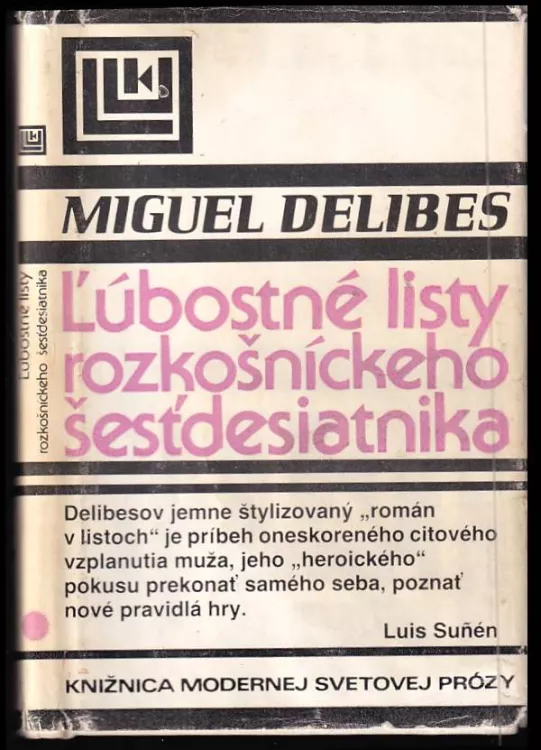 MIGUEL DELIBES
Ľúbostné listy
rozkošníckeho
šesťdesiatnika
Delibesov jemne štylizovaný „román
v listoch“ je príbeh oneskoreného citového
vzplanutia muža, jeho „heroického“
pokusu prekonať samého seba, poznať
nové pravidlá hry.
Luis Suñén
KNIŽNICA MODERNEJ SVETOVEJ PRÓZY
Ľúbostné listy
rozkošníckeho šesťdesiatnika